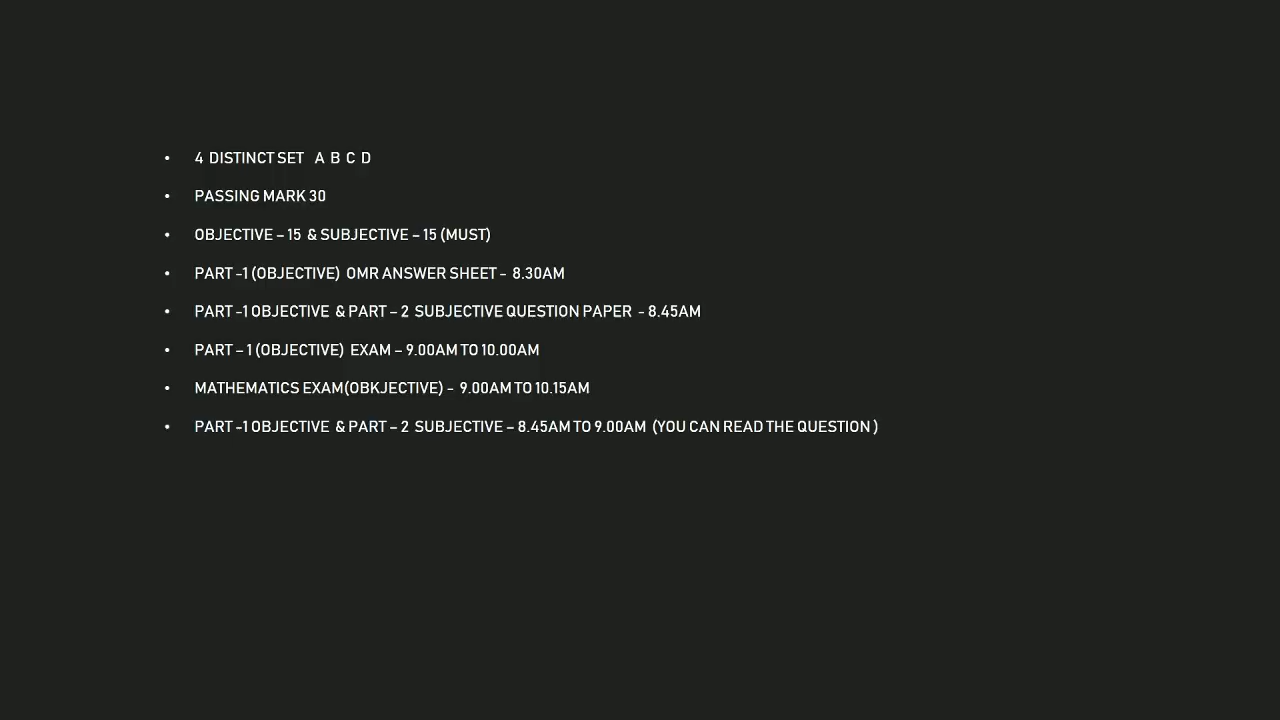 • 4 DISTINCT SET A B C D
• PASSING MARK 30
• OBJECTIVE – 15 & SUBJECTIVE – 15 (MUST)
• PART -1 (OBJECTIVE) OMR ANSWER SHEET - 8.30AM
• PART -1 OBJECTIVE & PART – 2 SUBJECTIVE QUESTION PAPER - 8.45AM
• PART – 1 (OBJECTIVE) EXAM – 9.00AM TO 10.00AM
• MATHEMATICS EXAM(OBKJECTIVE) - 9.00AM TO 10.15AM
• PART -1 OBJECTIVE & PART – 2 SUBJECTIVE – 8.45AM TO 9.00AM (YOU CAN READ THE QUESTION )